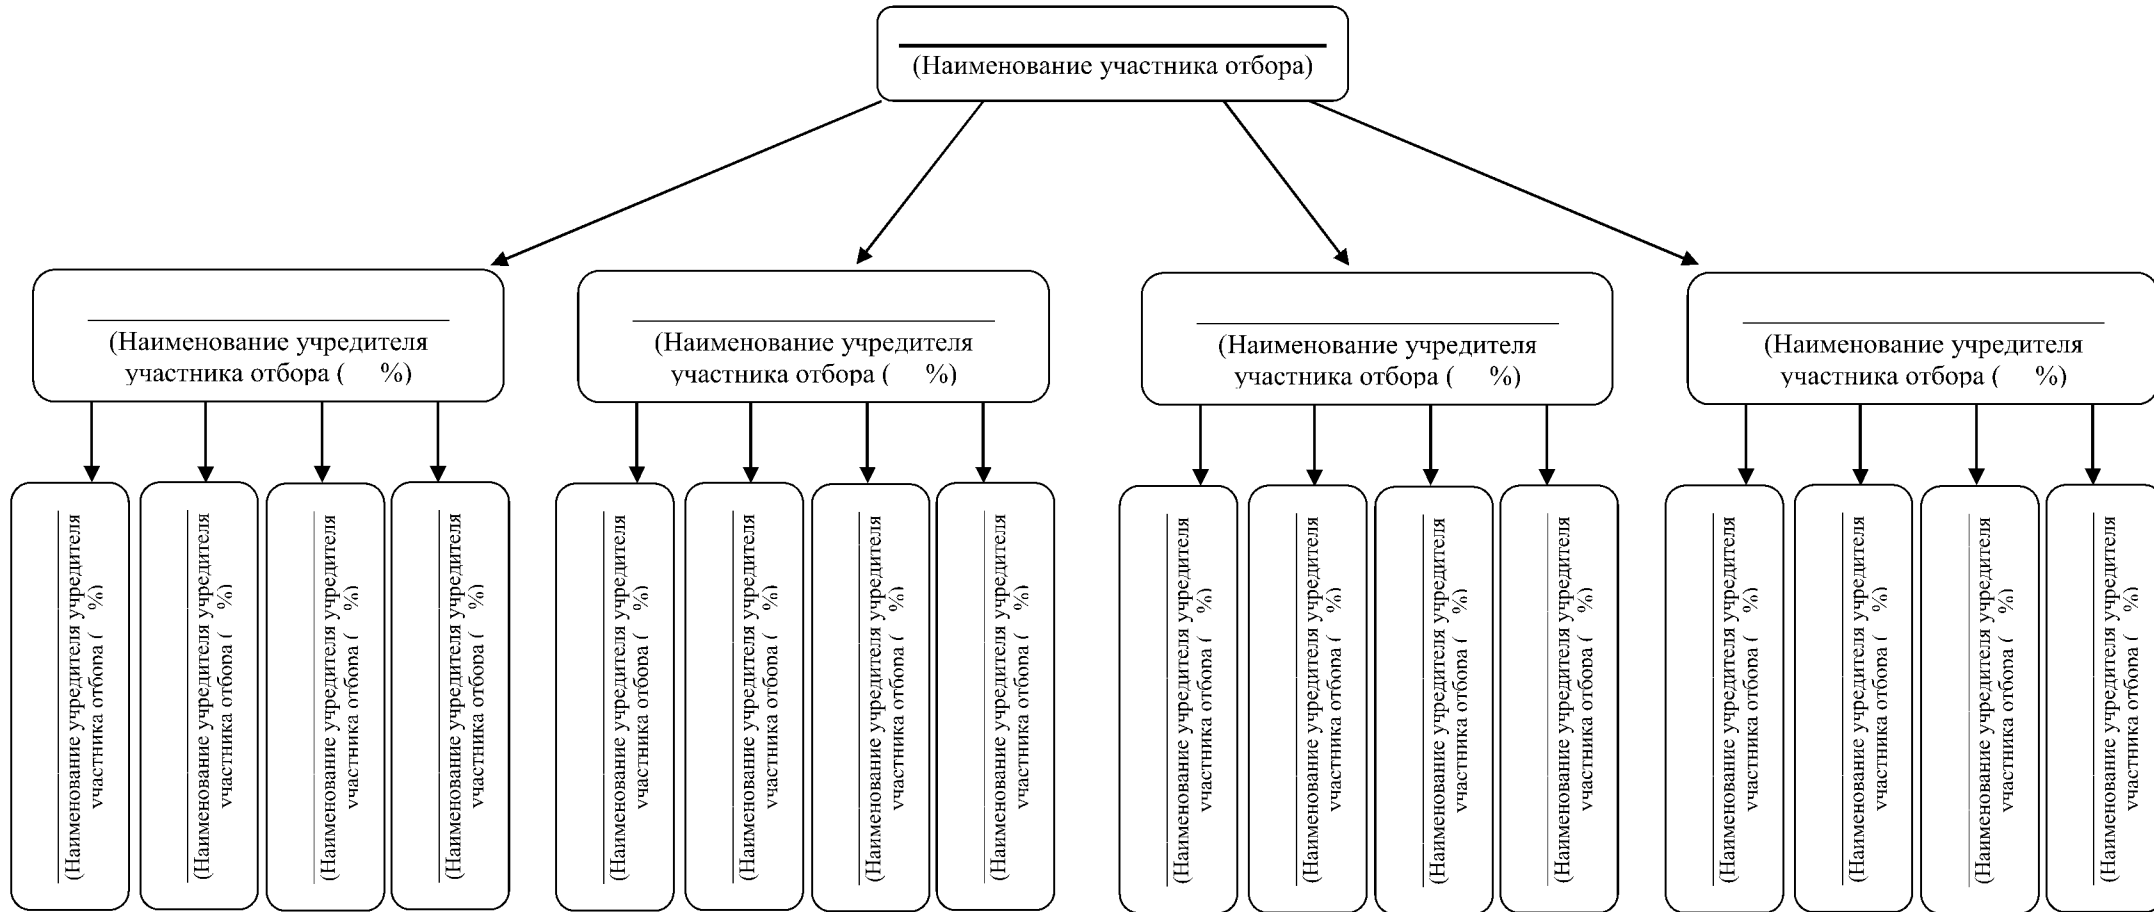 (Наименование участника отбора)
(Наименование учредителя
участника отбора (    %)
(Наименование учредителя
участника отбора (    %)
(Наименование учредителя
участника отбора (    %)
(Наименование учредителя
участника отбора (    %)
(Наименование учредителя учредителя
участника отбора (    %)
(Наименование учредителя учредителя
участника отбора (    %)
(Наименование учредителя учредителя
участника отбора (    %)
(Наименование учредителя учредителя
участника отбора (    %)
(Наименование учредителя учредителя
участника отбора (    %)
(Наименование учредителя учредителя
участника отбора (    %)
(Наименование учредителя учредителя
участника отбора (    %)
(Наименование учредителя учредителя
участника отбора (    %)
(Наименование учредителя учредителя
участника отбора (    %)
(Наименование учредителя учредителя
участника отбора (    %)
(Наименование учредителя учредителя
участника отбора (    %)
(Наименование учредителя учредителя
участника отбора (    %)
(Наименование учредителя учредителя
участника отбора (    %)
(Наименование учредителя учредителя
участника отбора (    %)
(Наименование учредителя учредителя
участника отбора (    %)
(Наименование учредителя учредителя
участника отбора (    %)